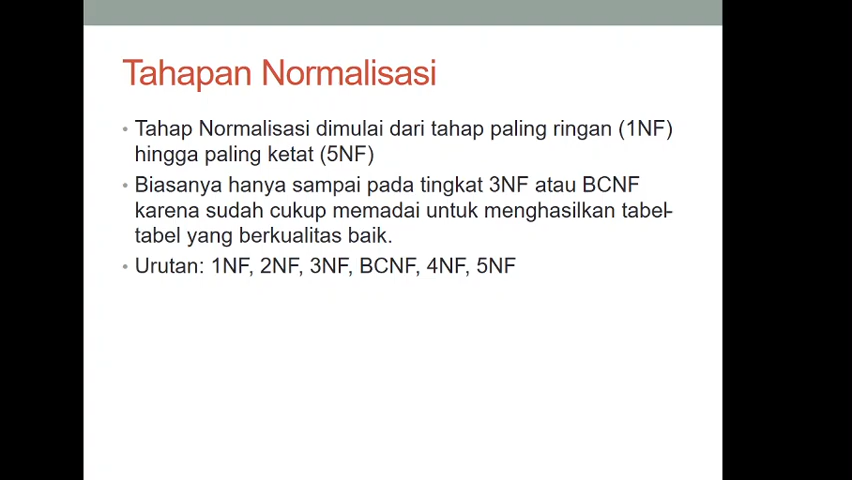 Tahapan Normalisasi
• Tahap Normalisasi dimulai dari tahap paling ringan (1NF)
hingga paling ketat (5NF)
• Biasanya hanya sampai pada tingkat 3NF atau BCNF
karena sudah cukup memadai untuk menghasilkan tabel-
tabel yang berkualitas baik.
• Urutan: 1NF, 2NF, 3NF, BCNF, 4NF, 5NF